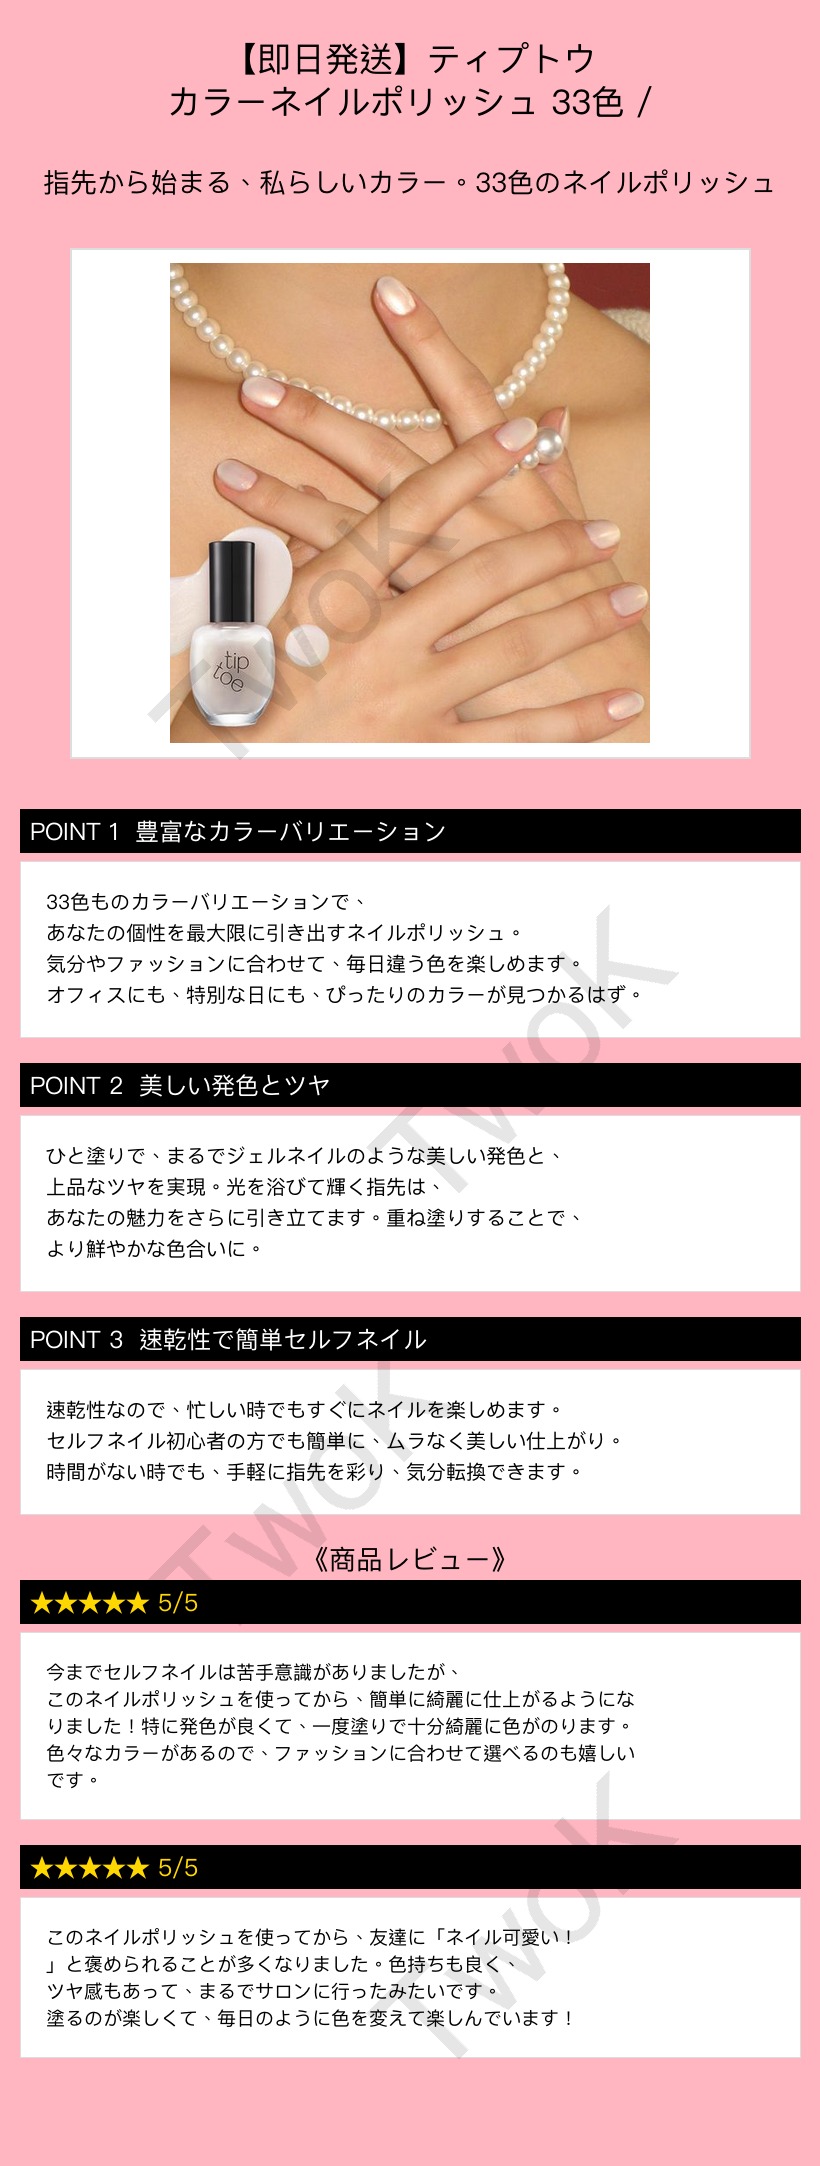 【即日発送】ティプトウ
カラーネイルポリッシュ 33色 /
指先から始まる、私らしいカラー。33色のネイルポリッシュ
tip
toe
TwoK
POINT 1 豊富なカラーバリエーション
33色ものカラーバリエーションで、
あなたの個性を最大限に引き出すネイルポリッシュ。
気分やファッションに合わせて、毎日違う色を楽しめます。
オフィスにも、特別な日にも、ぴったりのカラーが見つかるはず。
TwoK
POINT 2 美しい発色とツヤ
ひと塗りで、まるでジェルネイルのような美しい発色と、
上品なツヤを実現。光を浴びて輝く指先は、
あなたの魅力をさらに引き立てます。重ね塗りすることで、
より鮮やかな色合いに。
POINT 3 速乾性で簡単セルフネイル
速乾性なので、忙しい時でもすぐにネイルを楽しめます。
セルフネイル初心者の方でも簡単に、ムラなく美しい仕上がり。
時間がない時でも、手軽に指先を彩り、気分転換できます。
TwoK
《商品レビュー》
★★★★★ 5/5
今までセルフネイルは苦手意識がありましたが、
このネイルポリッシュを使ってから、簡単に綺麗に仕上がるようにな
りました！特に発色が良くて、一度塗りで十分綺麗に色がのります。
色々なカラーがあるので、ファッションに合わせて選べるのも嬉しい
です。
★★★★★ 5/5
このネイルポリッシュを使ってから、友達に「ネイル可愛い！
」と褒められることが多くなりました。色持ちも良く、
ツヤ感もあって、まるでサロンに行ったみたいです。
塗るのが楽しくて、毎日のように色を変えて楽しんでいます！
TwoK